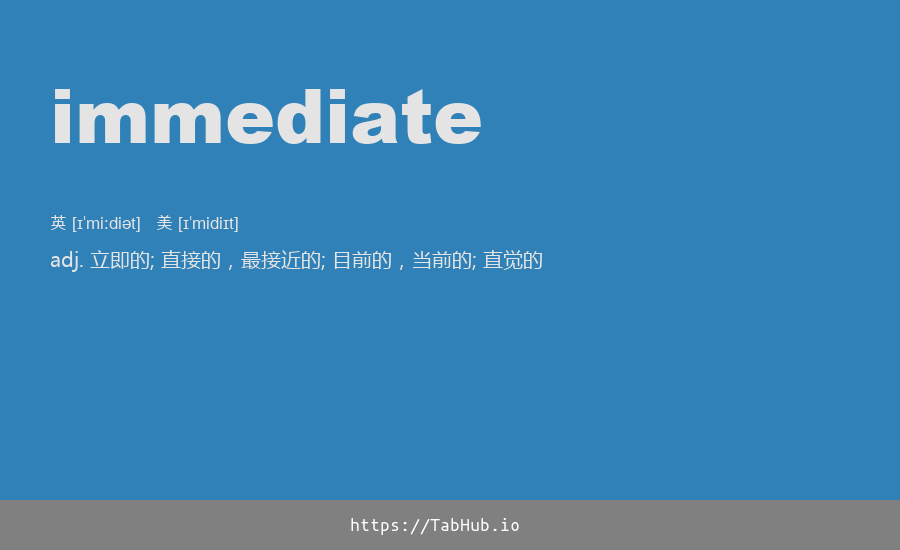 immediate
英 [ɪˈmiːdiət] 美 [ɪˈmidiɪt]
adj. 立即的; 直接的，最接近的; 目前的，当前的; 直觉的
https://TabHub.io